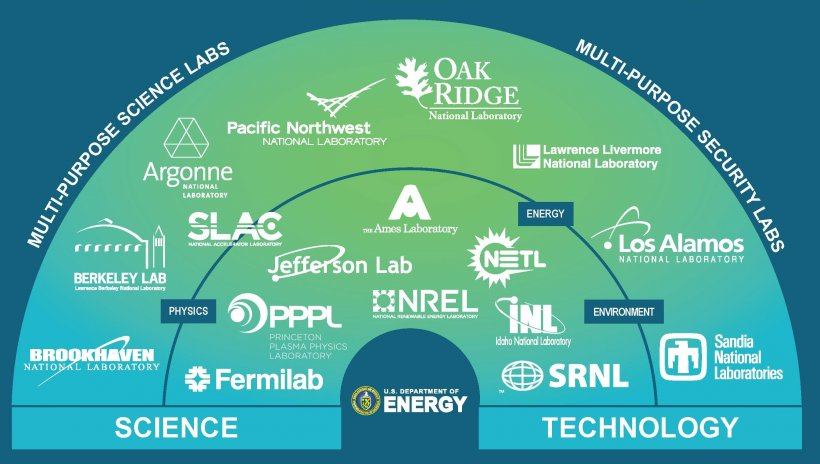 MULTI-PURPOSE SCIENCE LABS
MULTI-PURPOSE SECURITY LABS
OAK
RIDGE
National Laboratory
Pacific Northwest
NATIONAL LABORATORY
Argonne
NATIONAL
LABORATORY
Lawrence Livermore
National Laboratory
BERKELEY LAB
Lawrence Berkeley National Laboratory
SLAC
NATIONAL ACCELERATOR LABORATORY
A
THE Ames Laboratory
ENERGY
Los Alamos
NATIONAL LABORATORY
Jefferson Lab
NETL
PHYSICS
PPPL
PRINCETON
PLASMA PHYSICS
LABORATORY
NREL
NATIONAL RENEWABLE ENERGY LABORATORY
INL
Idaho National Laboratory
ENVIRONMENT
BROOKHAVEN
NATIONAL LABORATORY
Fermilab
SRNL
TM
Sandia
National
Laboratories
U.S. DEPARTMENT OF
ENERGY
SCIENCE
TECHNOLOGY